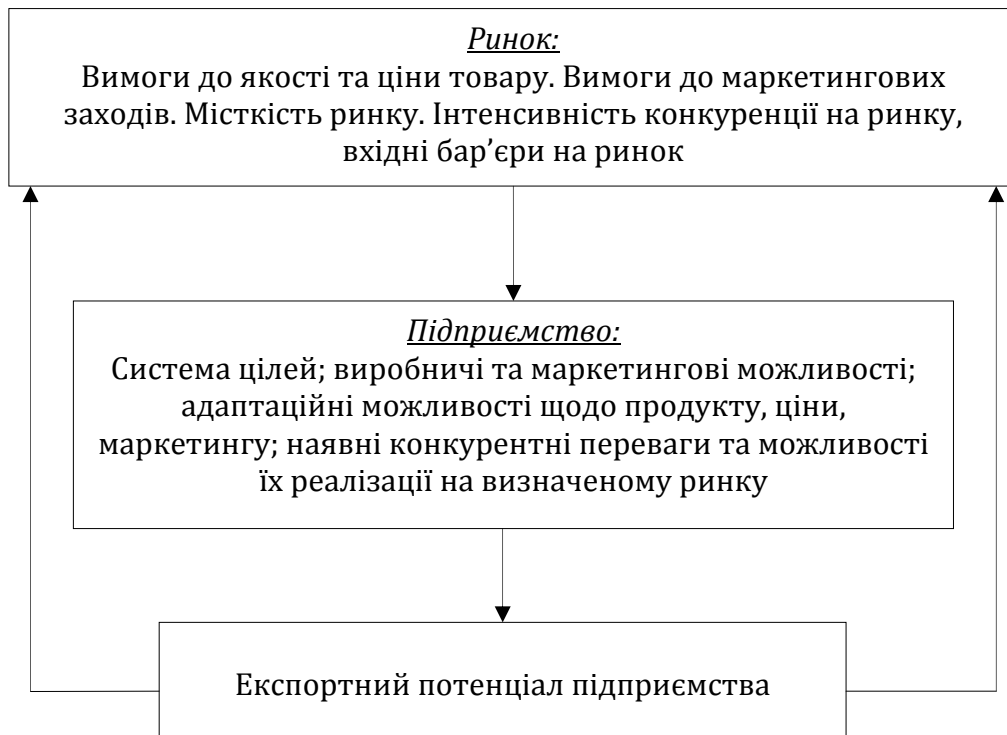 Ринок:
Вимоги до якості та ціни товару. Вимоги до маркетингових
заходів. Місткість ринку. Інтенсивність конкуренції на ринку,
вхідні бар’єри на ринок
Підприємство:
Система цілей; виробничі та маркетингові можливості;
адаптаційні можливості щодо продукту, ціни,
маркетингу; наявні конкурентні переваги та можливості
їх реалізації на визначеному ринку
Експортний потенціал підприємства